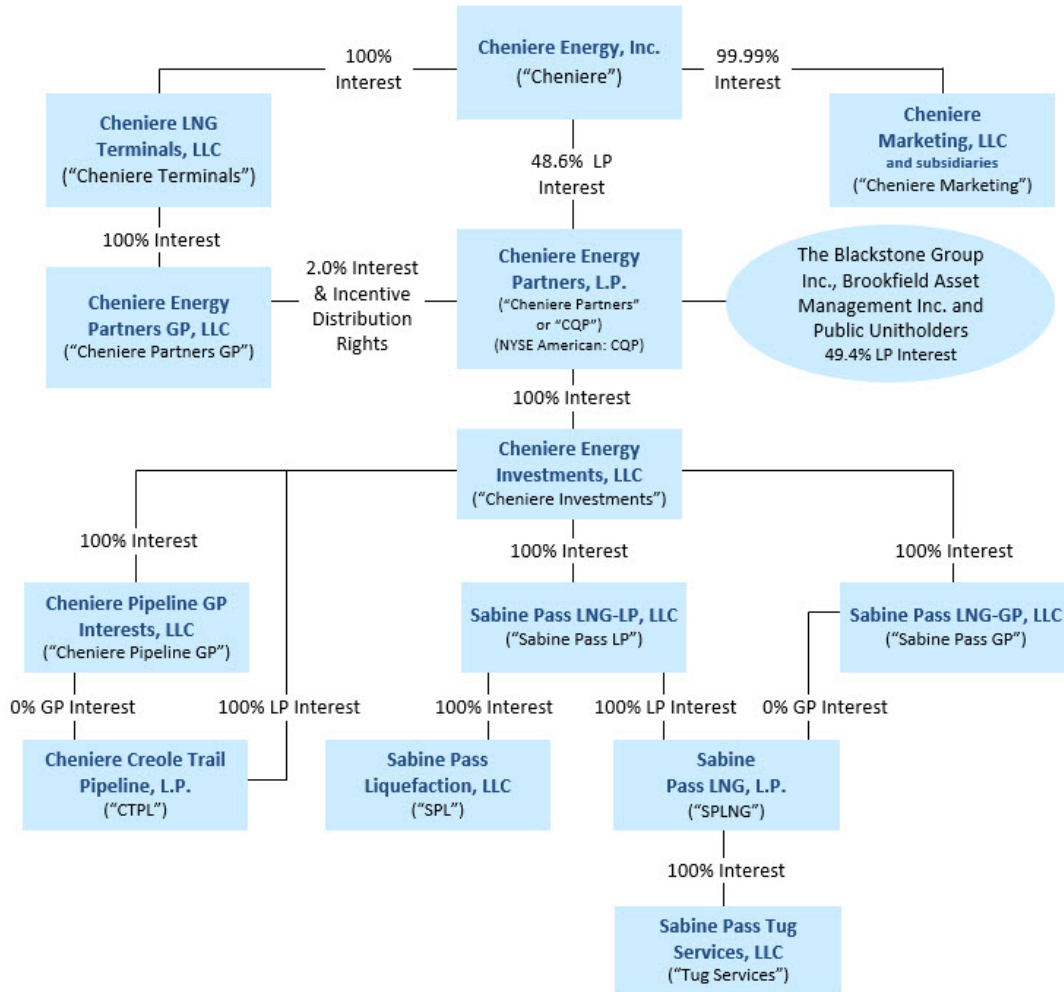 Cheniere Energy, Inc.
(“Cheniere”)
100%
Interest
99.99%
Interest
Cheniere LNG
Terminals, LLC
(“Cheniere Terminals”)
48.6% LP
Interest
Cheniere
Marketing, LLC
and subsidiaries
(“Cheniere Marketing”)
100% Interest
Cheniere Energy
Partners GP, LLC
(“Cheniere Partners GP”)
2.0% Interest
& Incentive
Distribution
Rights
Cheniere Energy
Partners, L.P.
(“Cheniere Partners”
or “CQP”)
(NYSE American: CQP)
The Blackstone Group
Inc., Brookfield Asset
Management Inc. and
Public Unitholders
49.4% LP Interest
100% Interest
Cheniere Energy
Investments, LLC
(“Cheniere Investments”)
100% Interest
100% Interest
100% Interest
Cheniere Pipeline GP
Interests, LLC
(“Cheniere Pipeline GP”)
Sabine Pass LNG-LP, LLC
(“Sabine Pass LP”)
Sabine Pass LNG-GP, LLC
(“Sabine Pass GP”)
0% GP Interest
100% LP Interest
100% Interest
100% LP Interest
0% GP Interest
Cheniere Creole Trail
Pipeline, L.P.
(“CTPL”)
Sabine Pass
Liquefaction, LLC
(“SPL”)
Sabine
Pass LNG, L.P.
(“SPLNG”)
100% Interest
Sabine Pass Tug
Services, LLC
(“Tug Services”)